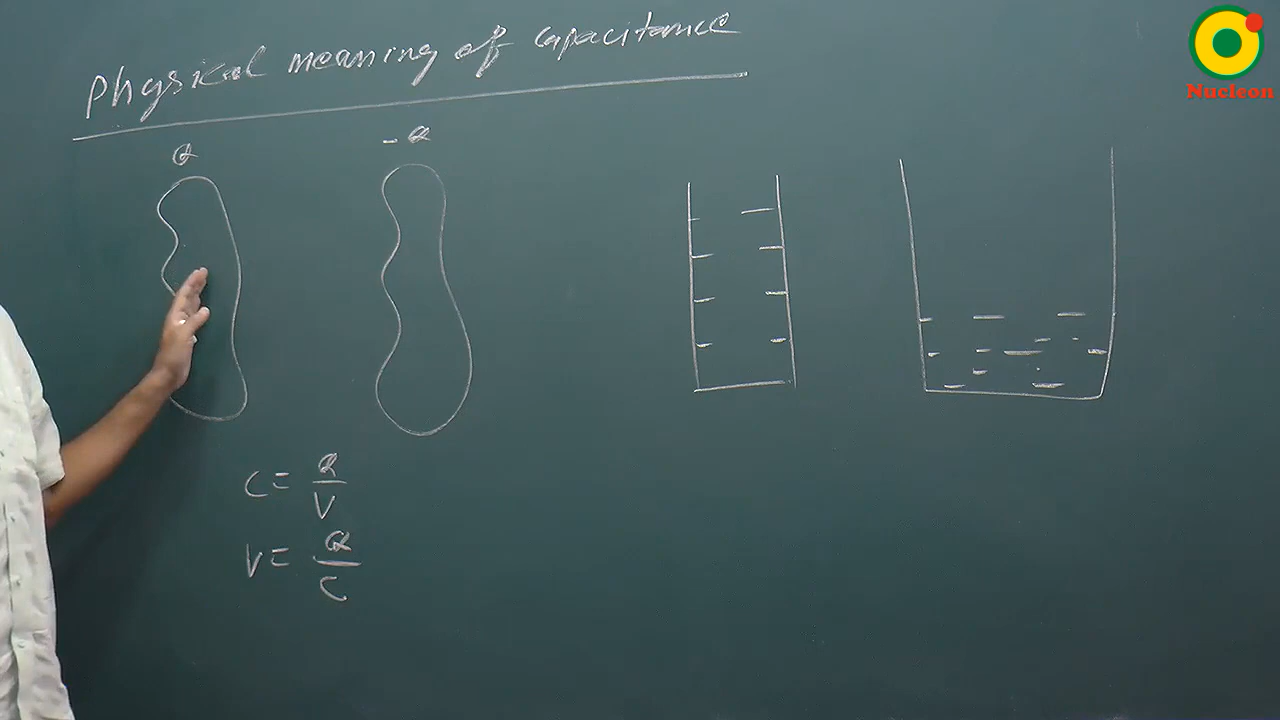 Physical meaning of capacitance
Nucleon
Q
- Q
C = Q/V
V = Q/C